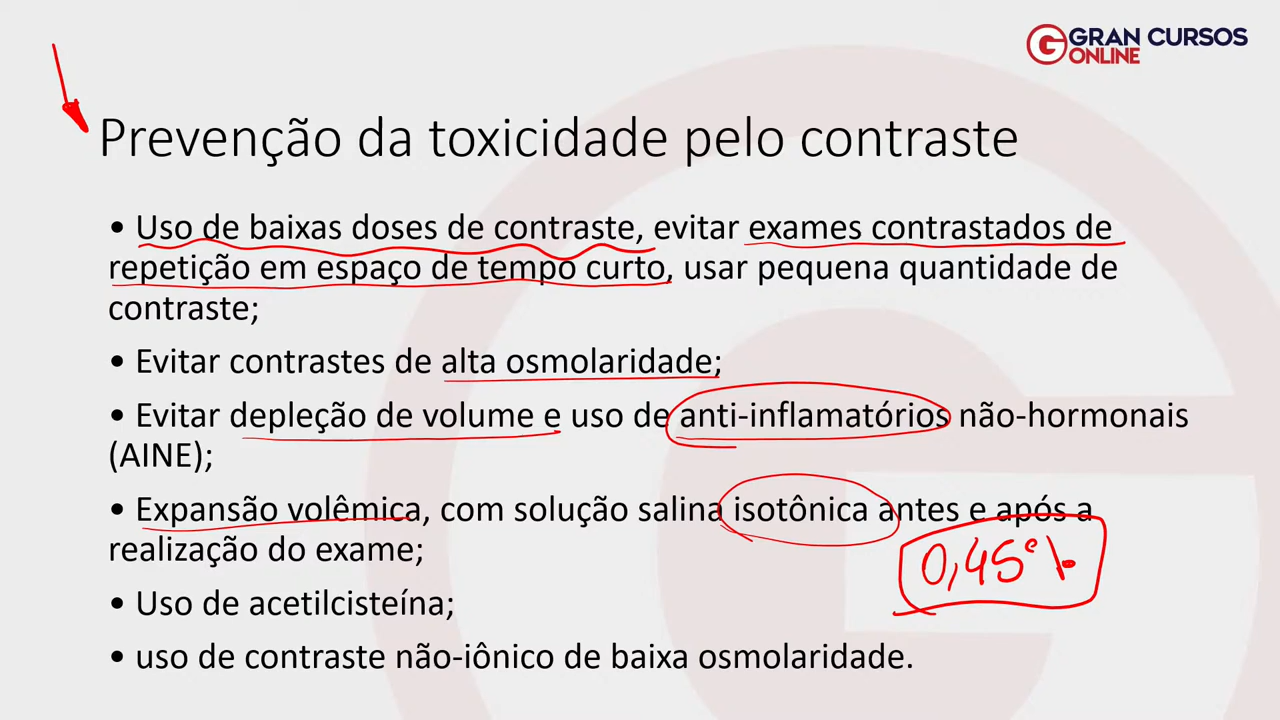 GRAN CURSOS
ONLINE
Prevenção da toxicidade pelo contraste
• Uso de baixas doses de contraste, evitar exames contrastados de
repetição em espaço de tempo curto, usar pequena quantidade de
contraste;
• Evitar contrastes de alta osmolaridade;
• Evitar depleção de volume e uso de anti-inflamatórios não-hormonais
(AINE);
• Expansão volêmica, com solução salina isotônica antes e após a
realização do exame;
0,45%
• Uso de acetilcisteína;
• uso de contraste não-iônico de baixa osmolaridade.